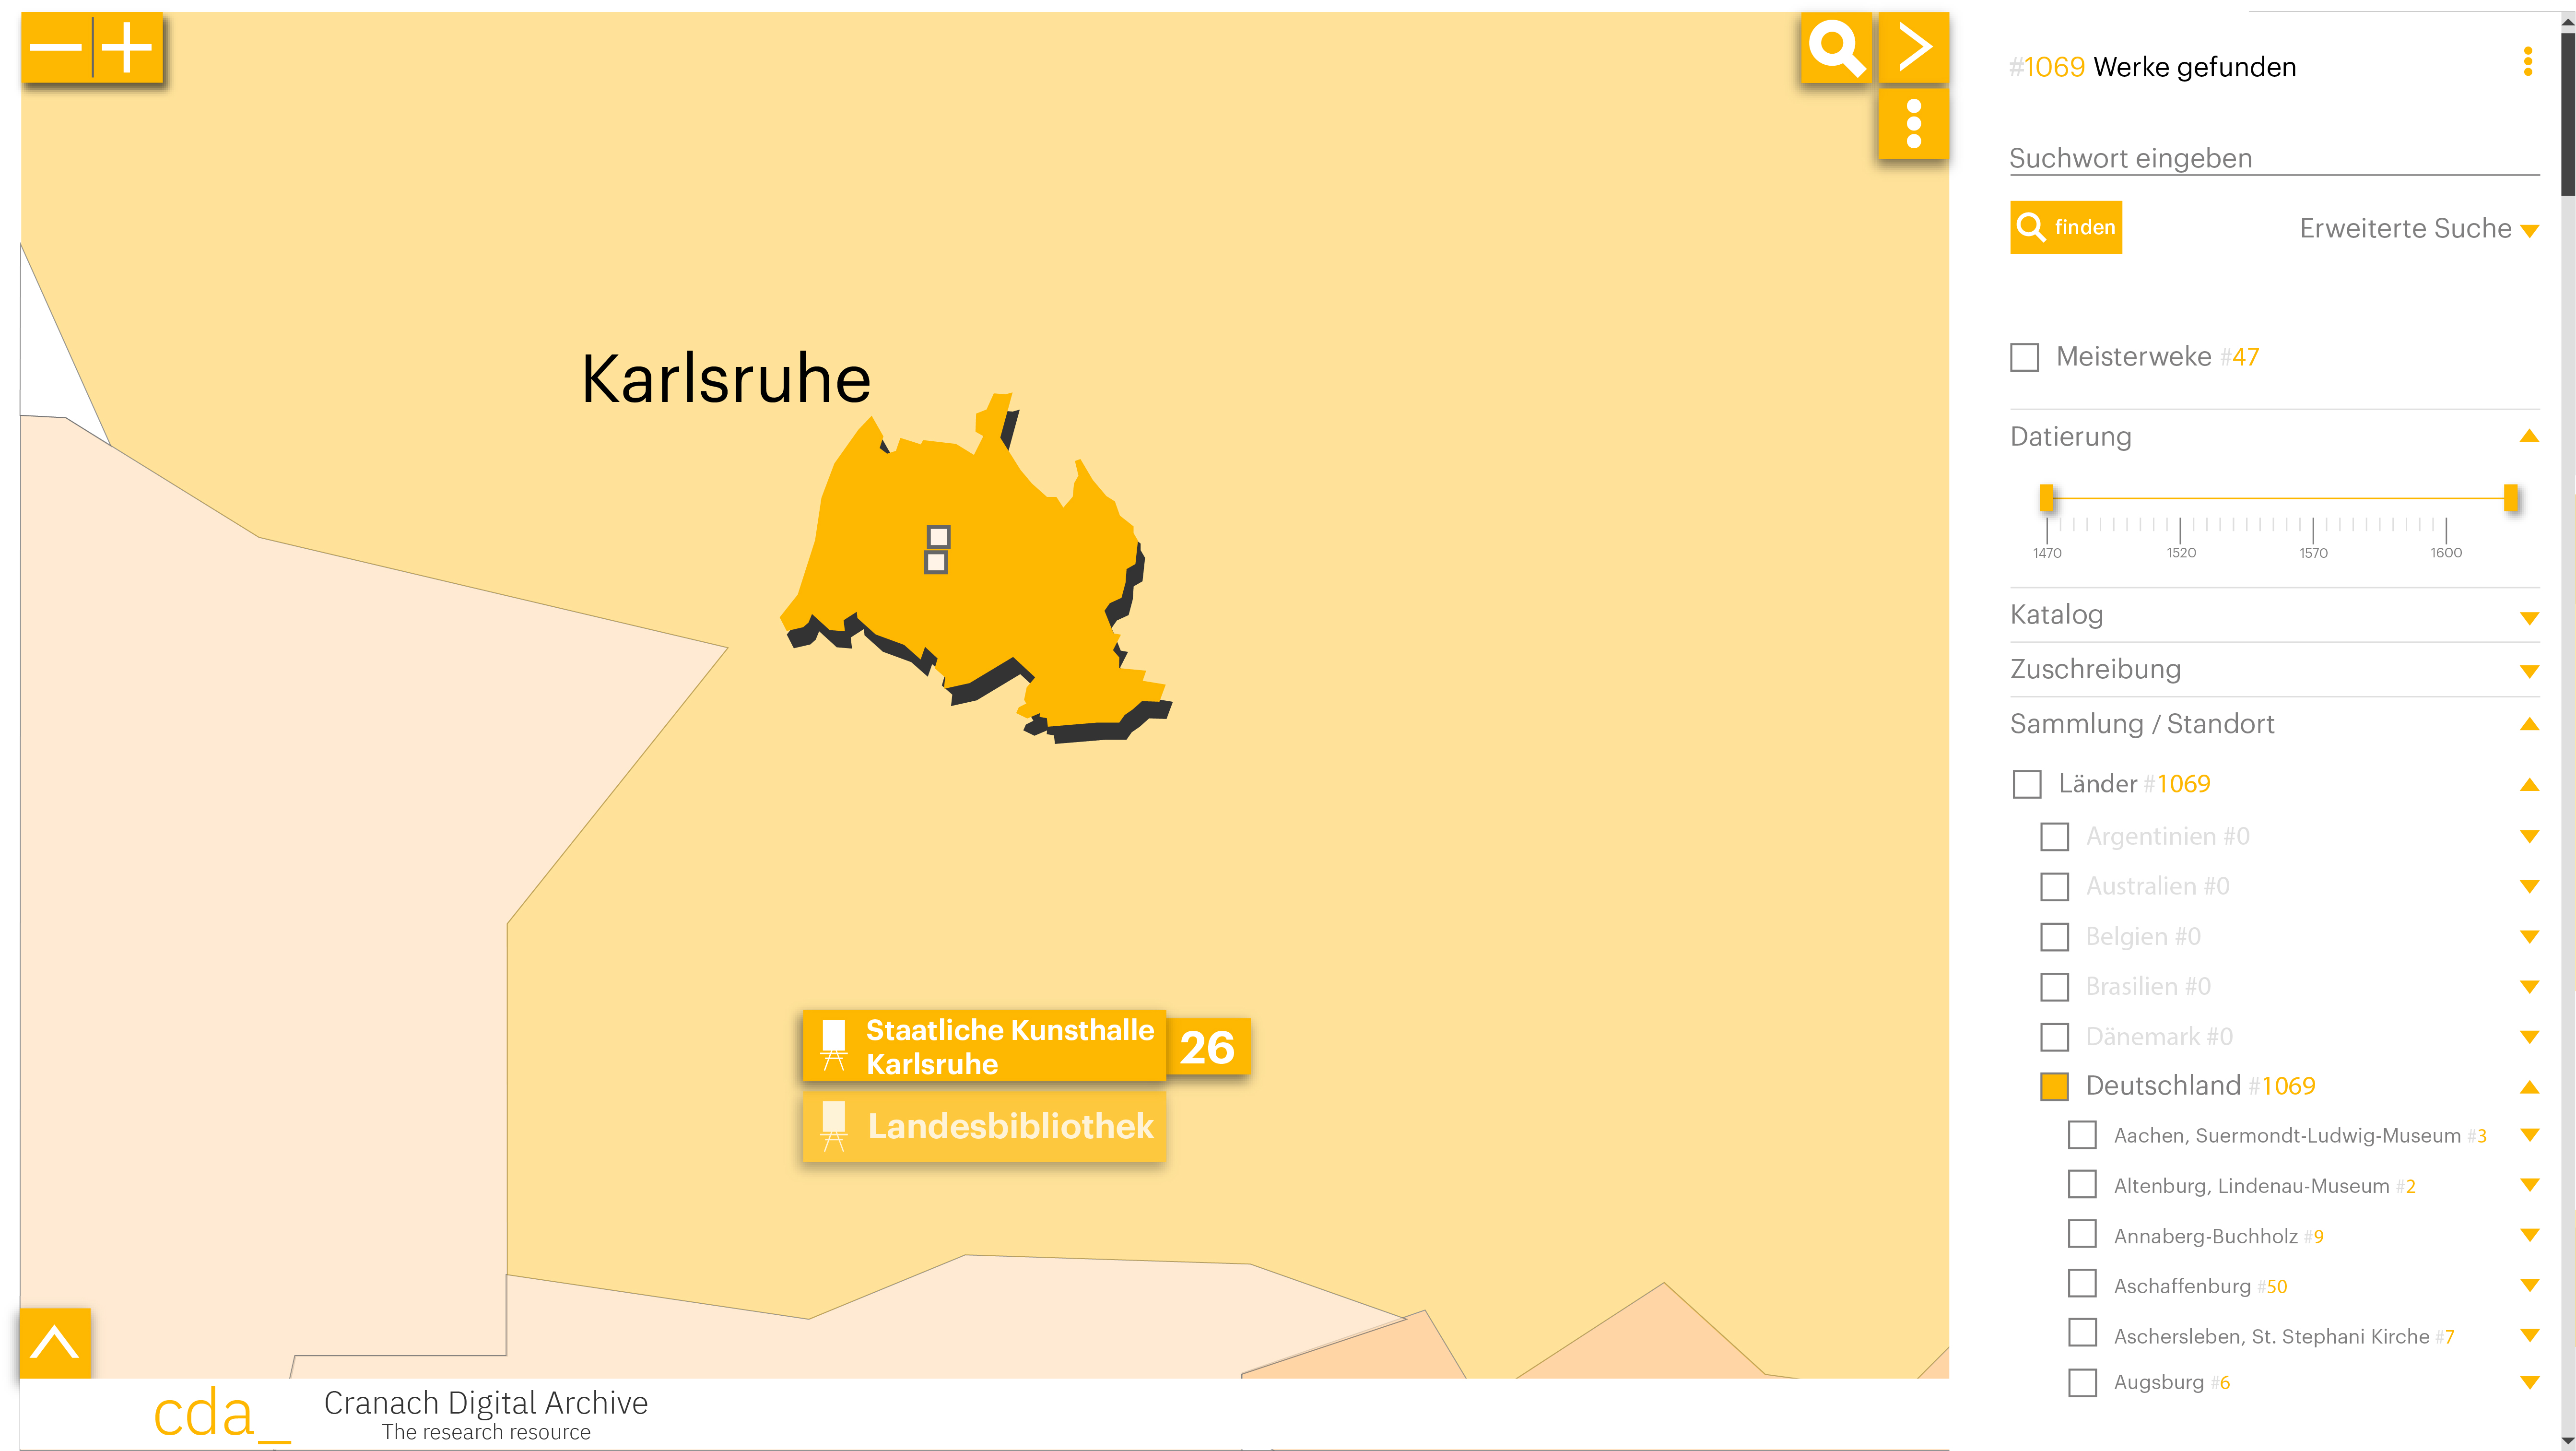 Karlsruhe
Staatliche Kunsthalle
Karlsruhe
26
Landesbibliothek
cda_
Cranach Digital Archive
The research resource
#1069 Werke gefunden
Suchwort eingeben
finden
Erweiterte Suche
Meisterweke #47
Datierung
1470 1520 1570 1600
Katalog
Zuschreibung
Sammlung / Standort
Länder #1069
Argentinien #0
Australien #0
Belgien #0
Brasilien #0
Dänemark #0
Deutschland #1069
Aachen, Suermondt-Ludwig-Museum #3
Altenburg, Lindenau-Museum #2
Annaberg-Buchholz #9
Aschaffenburg #50
Aschersleben, St. Stephani Kirche #7
Augsburg #6